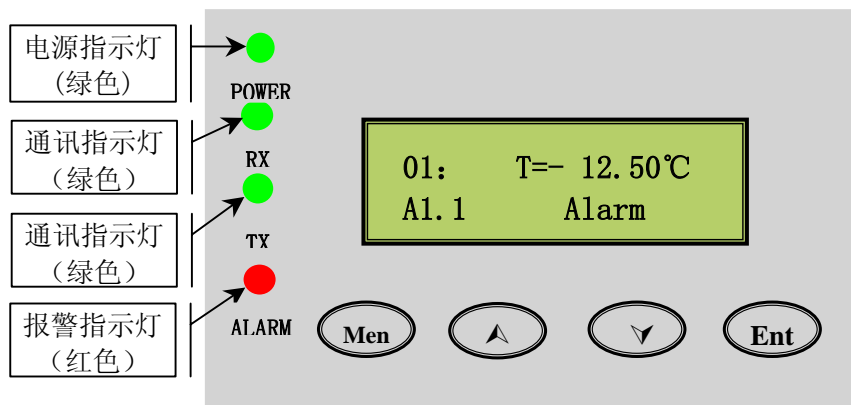 电源指示灯
(绿色)
POWER
通讯指示灯
（绿色）
RX
通讯指示灯
（绿色）
TX
报警指示灯
（红色）
ALARM
01： T=- 12.50℃
A1.1 Alarm
Men
Ent